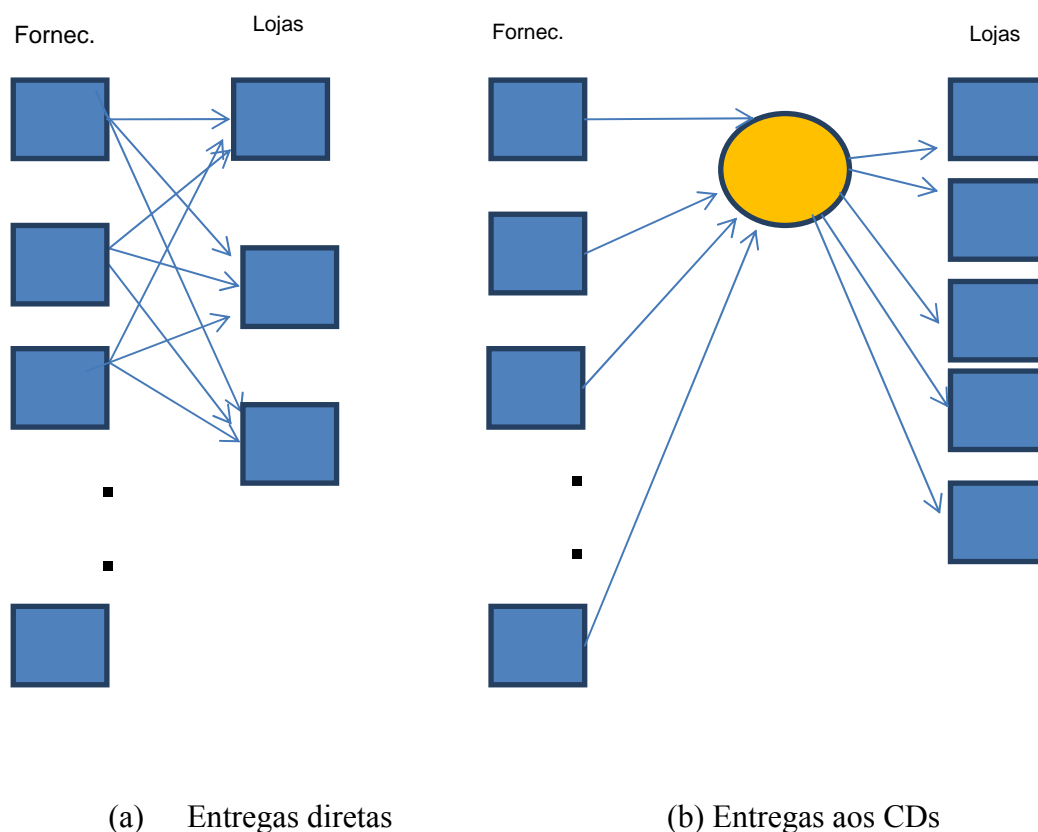 Fornec.
Lojas
Fornec.
Lojas
(a) Entregas diretas
(b) Entregas aos CDs